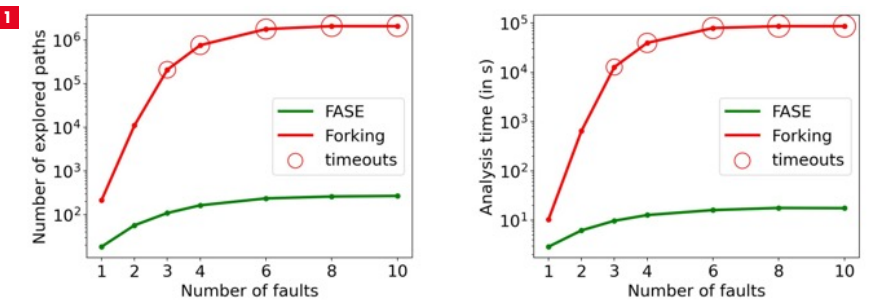 1
Number of explored paths
10^6
10^5
10^4
10^3
10^2
FASE
Forking
timeouts
1 2 3 4 6 8 10
Number of faults
Analysis time (in s)
10^5
10^4
10^3
10^2
10^1
FASE
Forking
timeouts
1 2 3 4 6 8 10
Number of faults